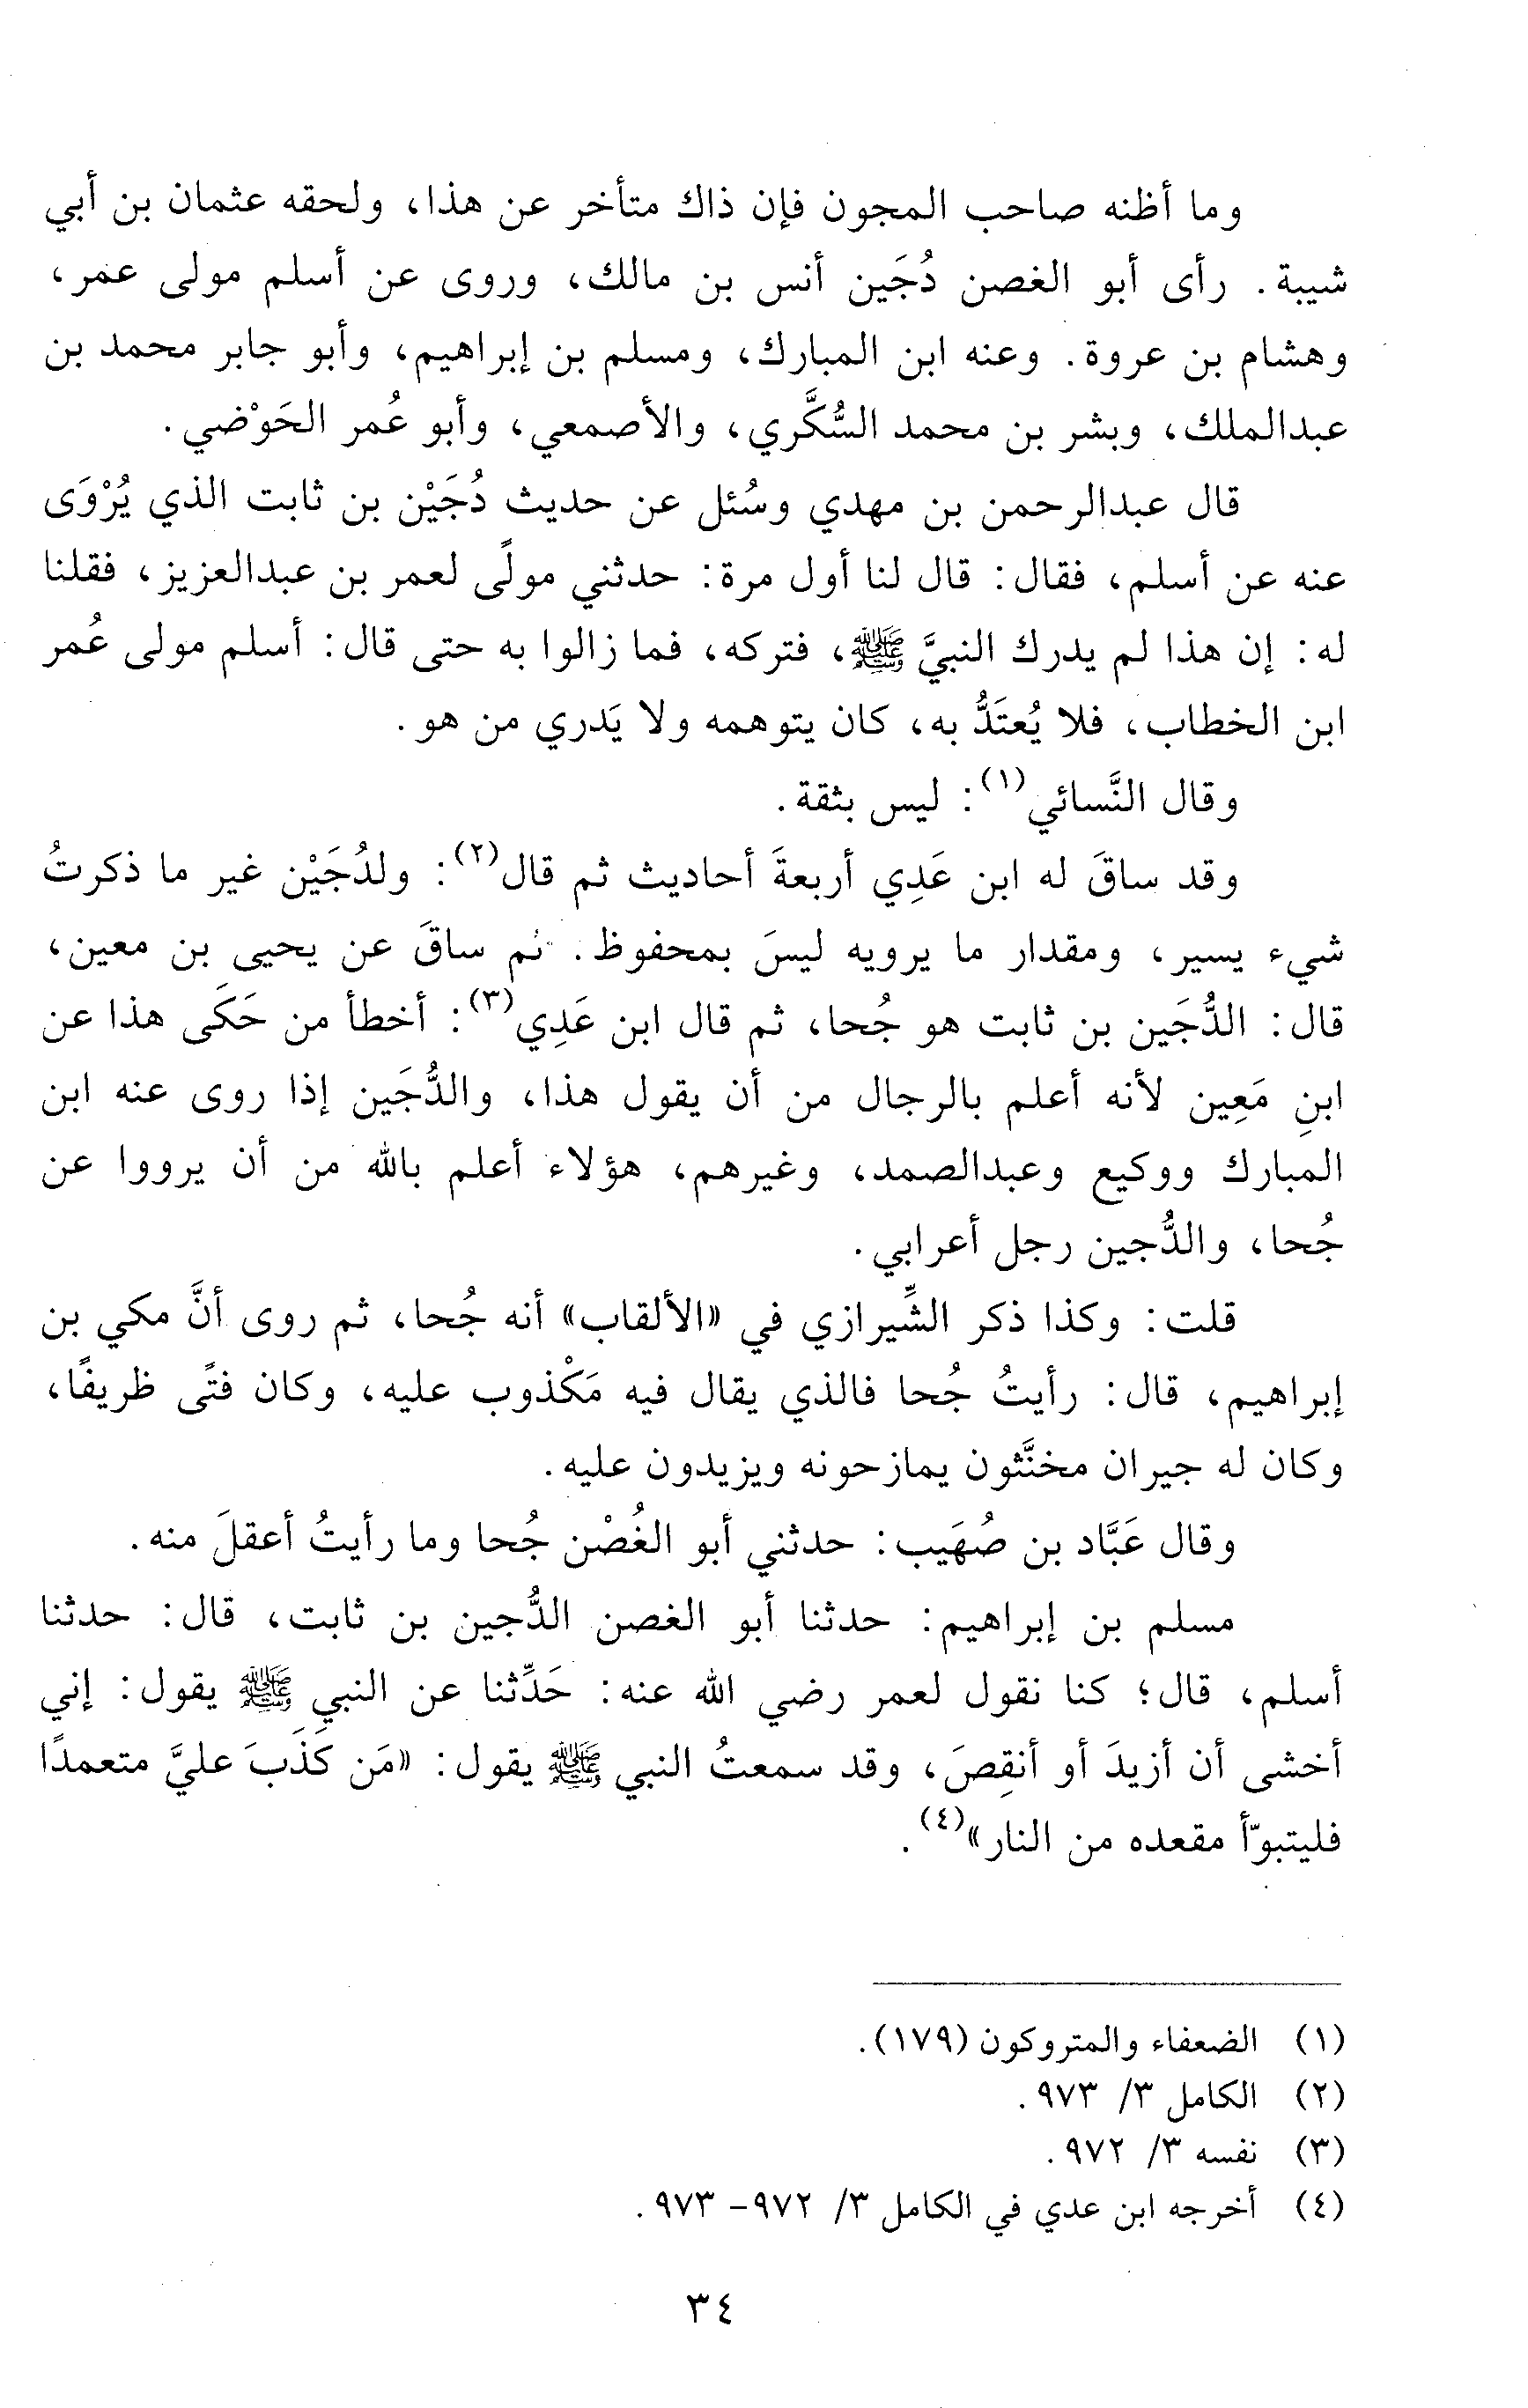 وما أظنه صاحب المجون فإن ذاك متأخر عن هذا، ولحقه عثمان بن أبي
شيبة. رأى أبو الغصن دُجَين أنس بن مالك، وروى عن أسلم مولى عمر،
وهشام بن عروة. وعنه ابن المبارك، ومسلم بن إبراهيم، وأبو جابر محمد بن
عبدالملك، وبشر بن محمد السُّكَّري، والأصمعي، وأبو عُمر الحَوْضي.
قال عبدالرحمن بن مهدي وسُئل عن حديث دُجَيْن بن ثابت الذي يُرْوَى
عنه عن أسلم، فقال: قال لنا أول مرة: حدثني مولًى لعمر بن عبدالعزيز، فقلنا
له: إن هذا لم يدرك النبيَّ ﷺ، فتركه، فما زالوا به حتى قال: أسلم مولى عُمر
ابن الخطاب، فلا يُعتَدُّ به، كان يتوهمه ولا يَدري من هو.
وقال النَّسائي(١): ليس بثقة.
وقد ساقَ له ابن عَدِي أربعةَ أحاديث ثم قال(٢): ولدُجَيْن غير ما ذكرتُ
شيء يسير، ومقدار ما يرويه ليسَ بمحفوظ. ثم ساقَ عن يحيى بن معين،
قال: الدُّجَين بن ثابت هو جُحا، ثم قال ابن عَدِي(٣): أخطأ من حَكَى هذا عن
ابنِ مَعِين لأنه أعلم بالرجال من أن يقول هذا، والدُّجَين إذا روى عنه ابن
المبارك ووكيع وعبدالصمد، وغيرهم، هؤلاء أعلم بالله من أن يرووا عن
جُحا، والدُّجين رجل أعرابي.
قلت: وكذا ذكر الشِّيرازي في «الألقاب» أنه جُحا، ثم روى أنَّ مكي بن
إبراهيم، قال: رأيتُ جُحا فالذي يقال فيه مَكْذوب عليه، وكان فتًى ظريفًا،
وكان له جيران مخنَّثون يمازحونه ويزيدون عليه.
وقال عَبَّاد بن صُهَيب: حدثني أبو الغُصْن جُحا وما رأيتُ أعقلَ منه.
مسلم بن إبراهيم: حدثنا أبو الغصن الدُّجين بن ثابت، قال: حدثنا
أسلم، قال؛ كنا نقول لعمر رضي الله عنه: حَدِّثنا عن النبي ﷺ يقول: إني
أخشى أن أزيدَ أو أنقِصَ، وقد سمعتُ النبي ﷺ يقول: «مَن كَذَبَ عليَّ متعمدًا
فليتبوّأ مقعده من النار»(٤).
(١) الضعفاء والمتروكون (١٧٩).
(٢) الكامل ٣/ ٩٧٣.
(٣) نفسه ٣/ ٩٧٢.
(٤) أخرجه ابن عدي في الكامل ٣/ ٩٧٢- ٩٧٣.
٣٤